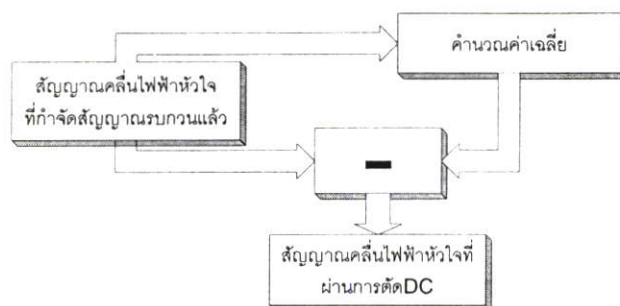 คำนวณค่าเฉลี่ย
สัญญาณคลื่นไฟฟ้าหัวใจ
ที่กำจัดสัญญาณรบกวนแล้ว
สัญญาณคลื่นไฟฟ้าหัวใจที่
ผ่านการตัดDC